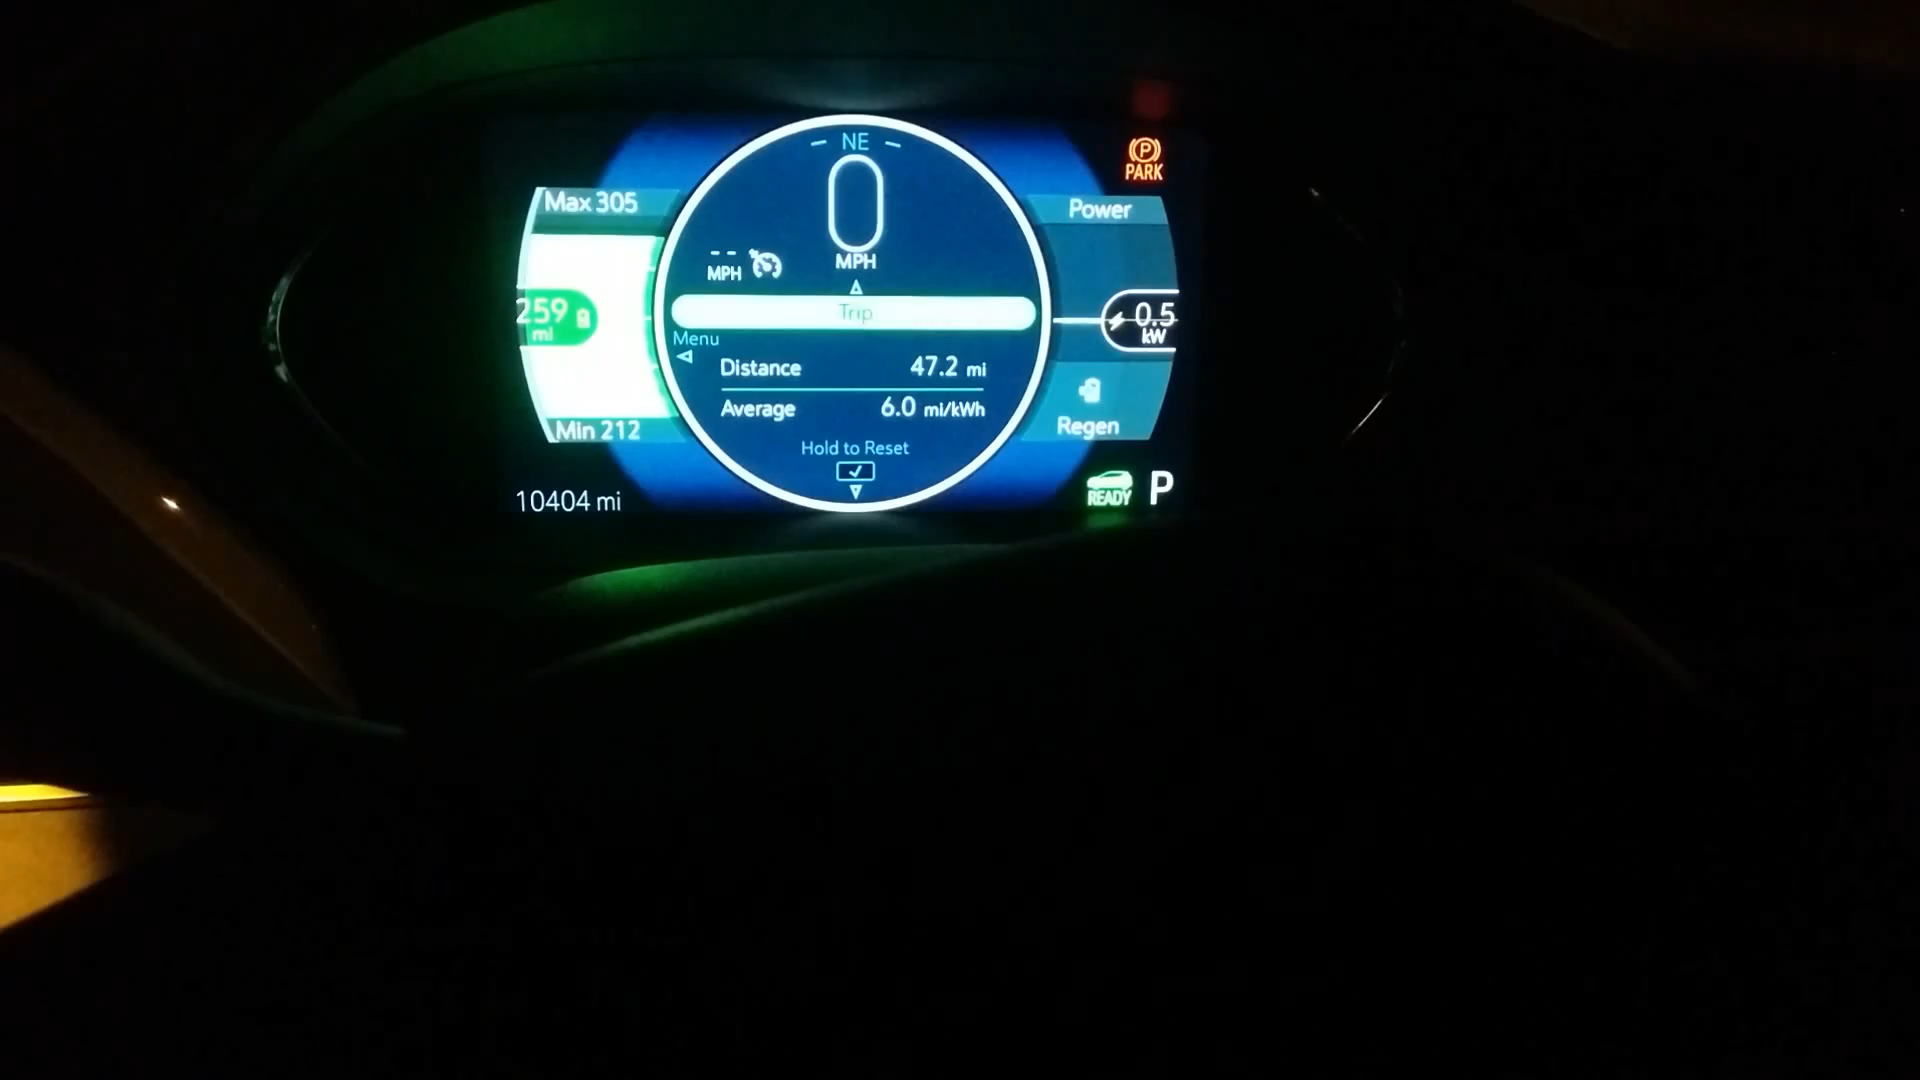 NE
0
MPH
-- MPH
Max 305
259
mi
Min 212
10404 mi
Trip
Menu
Distance 47.2 mi
Average 6.0 mi/kWh
Hold to Reset
(P)
PARK
Power
0.5
kW
Regen
READY P